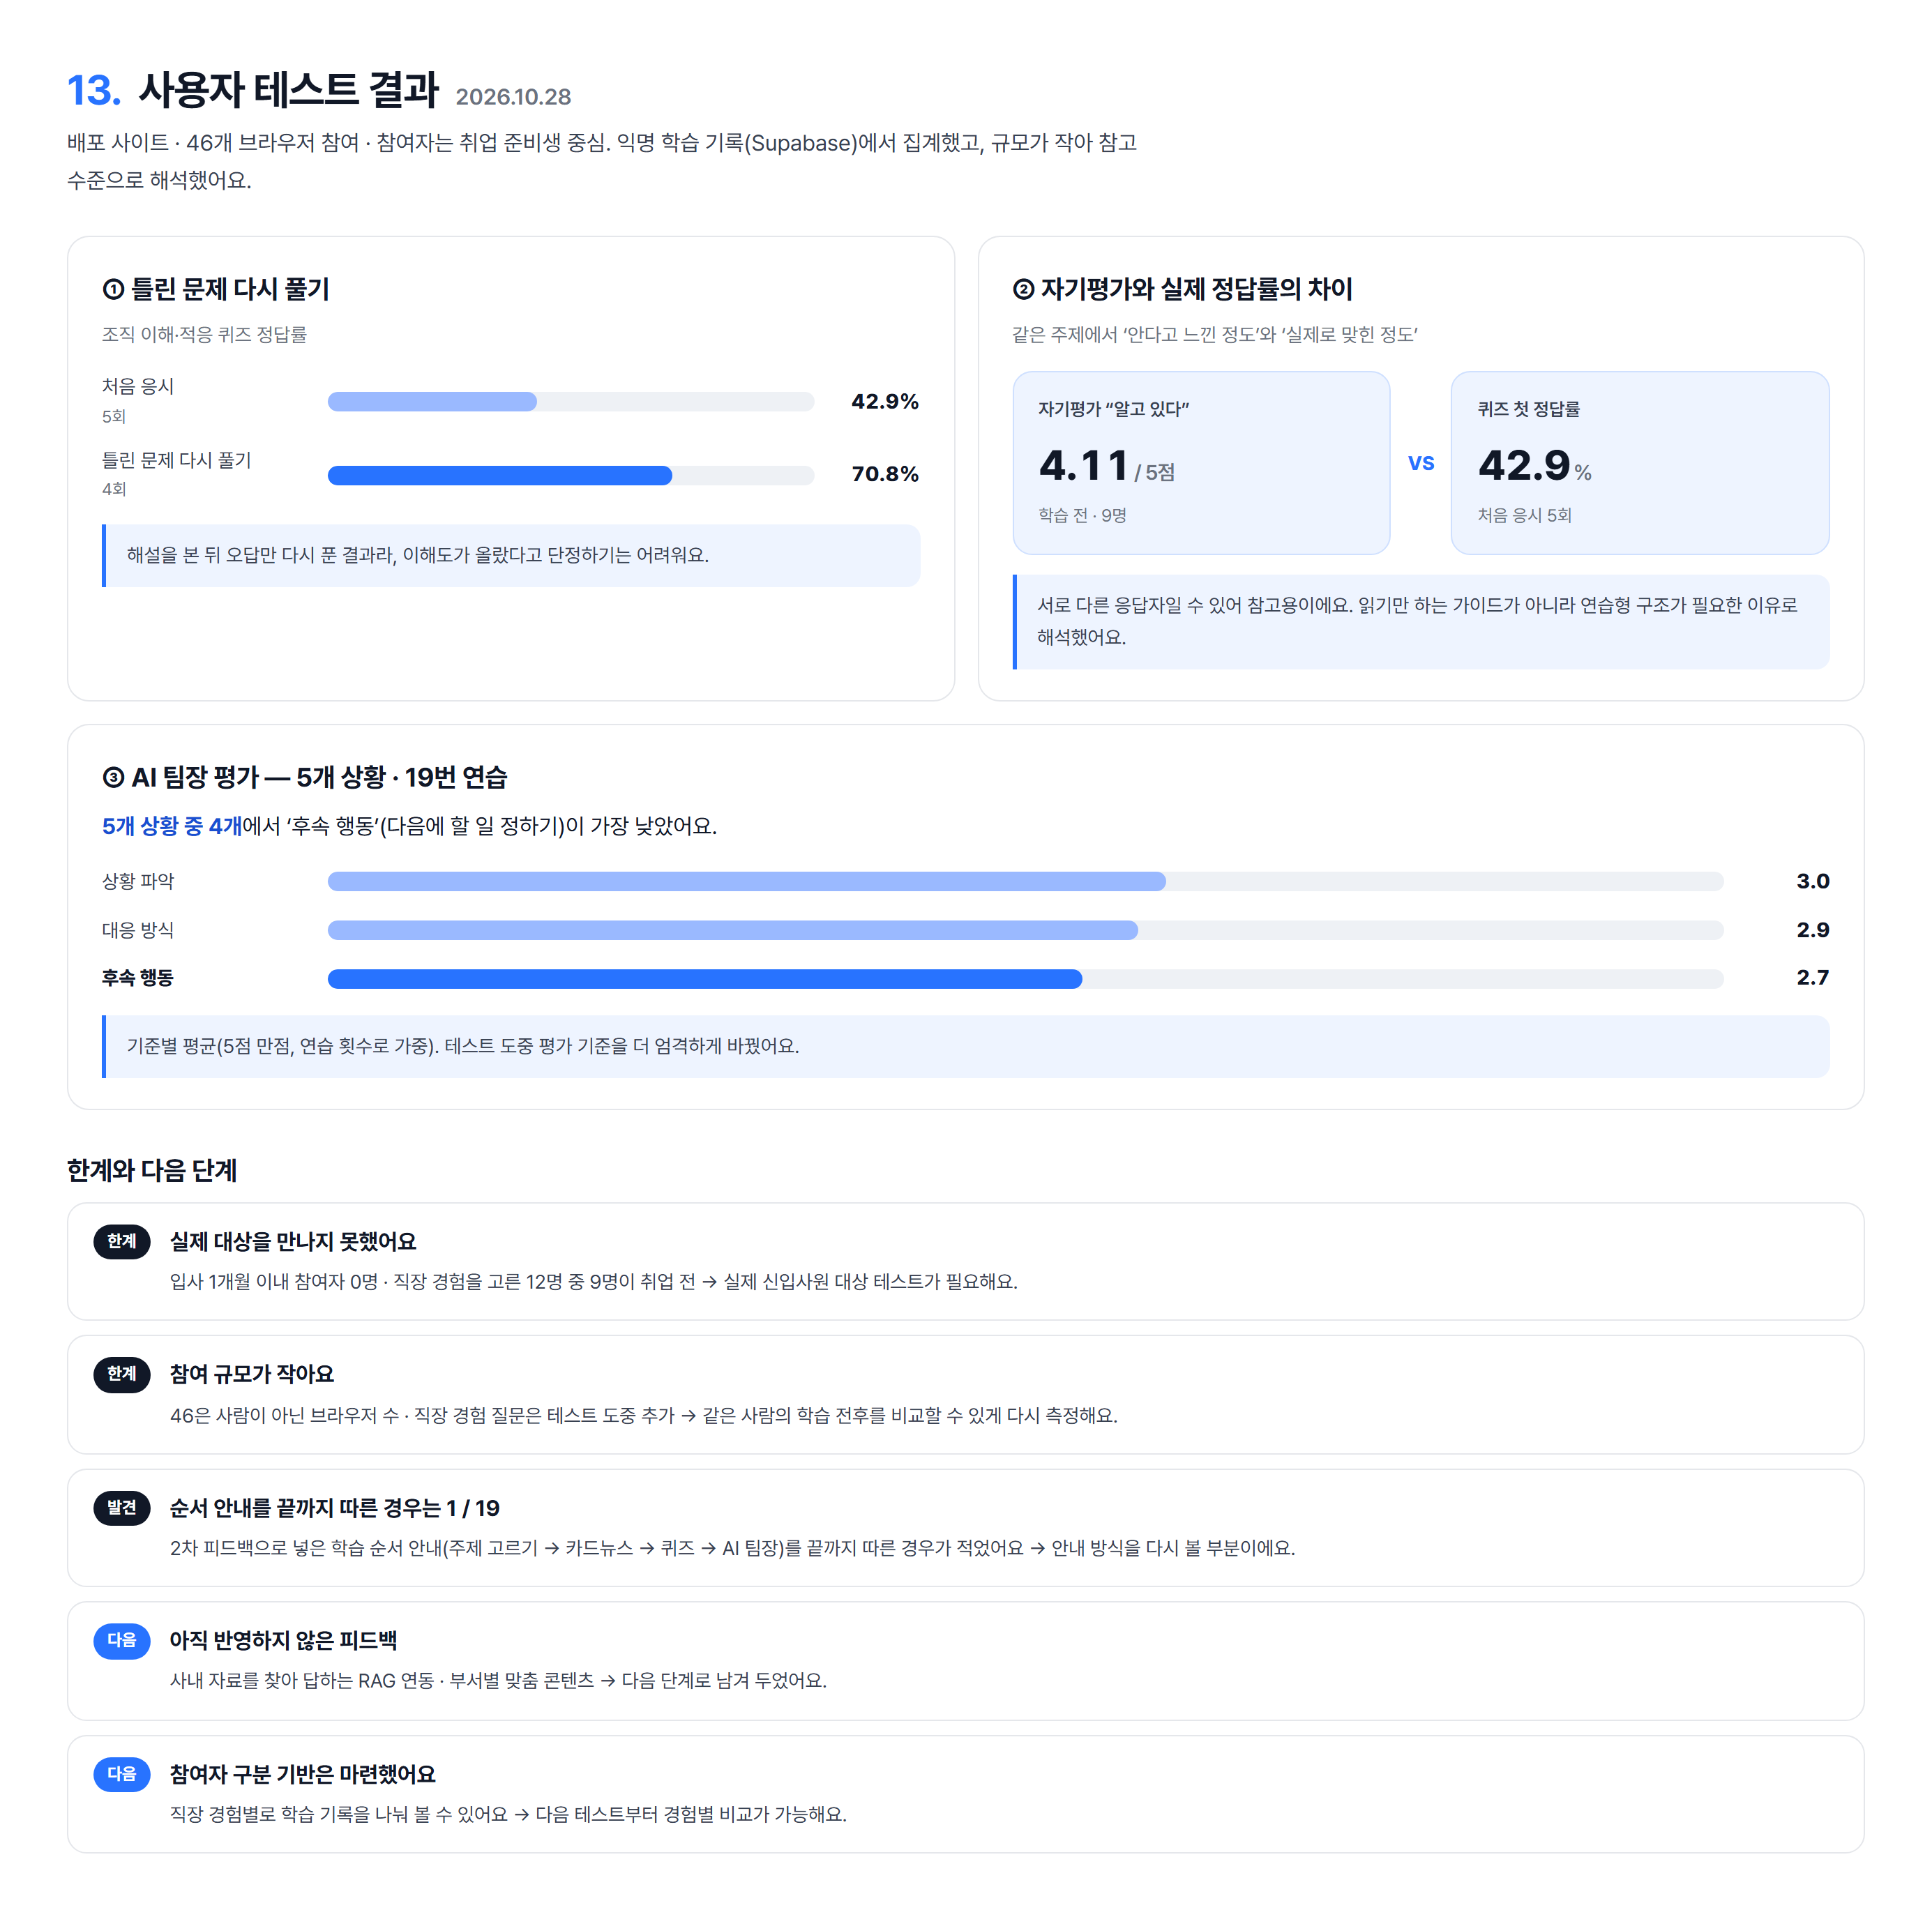 13. 사용자 테스트 결과 2026.10.28
배포 사이트 · 46개 브라우저 참여 · 참여자는 취업 준비생 중심. 익명 학습 기록(Supabase)에서 집계했고, 규모가 작아 참고
수준으로 해석했어요.
① 틀린 문제 다시 풀기
조직 이해·적응 퀴즈 정답률
처음 응시
5회
42.9%
틀린 문제 다시 풀기
4회
70.8%
해설을 본 뒤 오답만 다시 푼 결과라, 이해도가 올랐다고 단정하기는 어려워요.
② 자기평가와 실제 정답률의 차이
같은 주제에서 ‘안다고 느낀 정도’와 ‘실제로 맞힌 정도’
자기평가 “알고 있다”
4.11 / 5점
학습 전 · 9명
VS
퀴즈 첫 정답률
42.9%
처음 응시 5회
서로 다른 응답자일 수 있어 참고용이에요. 읽기만 하는 가이드가 아니라 연습형 구조가 필요한 이유로
해석했어요.
③ AI 팀장 평가 — 5개 상황 · 19번 연습
5개 상황 중 4개에서 ‘후속 행동’(다음에 할 일 정하기)이 가장 낮았어요.
상황 파악 3.0
대응 방식 2.9
후속 행동 2.7
기준별 평균(5점 만점, 연습 횟수로 가중). 테스트 도중 평가 기준을 더 엄격하게 바꿨어요.
한계와 다음 단계
한계 실제 대상을 만나지 못했어요
입사 1개월 이내 참여자 0명 · 직장 경험을 고른 12명 중 9명이 취업 전 → 실제 신입사원 대상 테스트가 필요해요.
한계 참여 규모가 작아요
46은 사람이 아닌 브라우저 수 · 직장 경험 질문은 테스트 도중 추가 → 같은 사람의 학습 전후를 비교할 수 있게 다시 측정해요.
발견 순서 안내를 끝까지 따른 경우는 1 / 19
2차 피드백으로 넣은 학습 순서 안내(주제 고르기 → 카드뉴스 → 퀴즈 → AI 팀장)를 끝까지 따른 경우가 적었어요 → 안내 방식을 다시 볼 부분이에요.
다음 아직 반영하지 않은 피드백
사내 자료를 찾아 답하는 RAG 연동 · 부서별 맞춤 콘텐츠 → 다음 단계로 남겨 두었어요.
다음 참여자 구분 기반은 마련했어요
직장 경험별로 학습 기록을 나눠 볼 수 있어요 → 다음 테스트부터 경험별 비교가 가능해요.